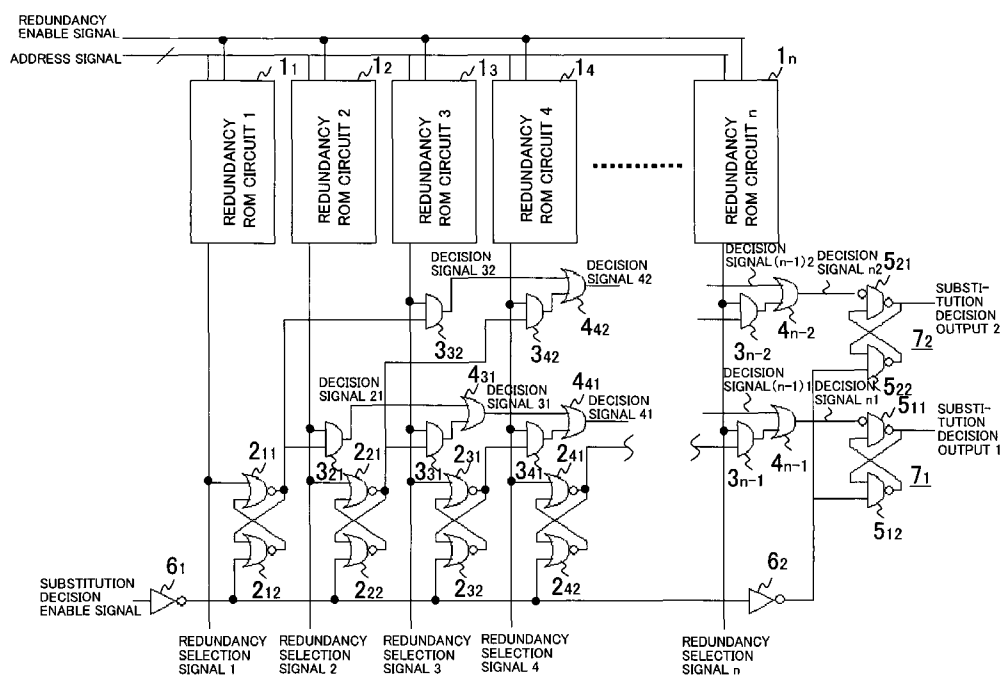 REDUNDANCY
ENABLE SIGNAL
ADDRESS SIGNAL
1₁
1₂
1₃
1₄
1ₙ
REDUNDANCY
ROM CIRCUIT 1
REDUNDANCY
ROM CIRCUIT 2
REDUNDANCY
ROM CIRCUIT 3
REDUNDANCY
ROM CIRCUIT 4
REDUNDANCY
ROM CIRCUIT n
DECISION
SIGNAL 32
DECISION
SIGNAL 42
DECISION
SIGNAL(n-1)2
DECISION
SIGNAL n2
5₂₁
SUBSTI-
TUTION
DECISION
OUTPUT 2
4₄₂
3₃₂
3₄₂
4ₙ₋₂
3ₙ₋₂
7₂
5₂₂
DECISION
SIGNAL 21
4₃₁
DECISION
SIGNAL 31
4₄₁
DECISION
SIGNAL 41
DECISION
SIGNAL(n-1)1
DECISION
SIGNAL n1
5₁₁
SUBSTI-
TUTION
DECISION
OUTPUT 1
2₁₁
3₂₁
2₂₁
3₃₁
2₃₁
3₄₁
2₄₁
4ₙ₋₁
3ₙ₋₁
7₁
5₁₂
2₁₂
2₂₂
2₃₂
2₄₂
SUBSTITUTION
DECISION
ENABLE SIGNAL
6₁
6₂
REDUNDANCY
SELECTION
SIGNAL 1
REDUNDANCY
SELECTION
SIGNAL 2
REDUNDANCY
SELECTION
SIGNAL 3
REDUNDANCY
SELECTION
SIGNAL 4
REDUNDANCY
SELECTION
SIGNAL n